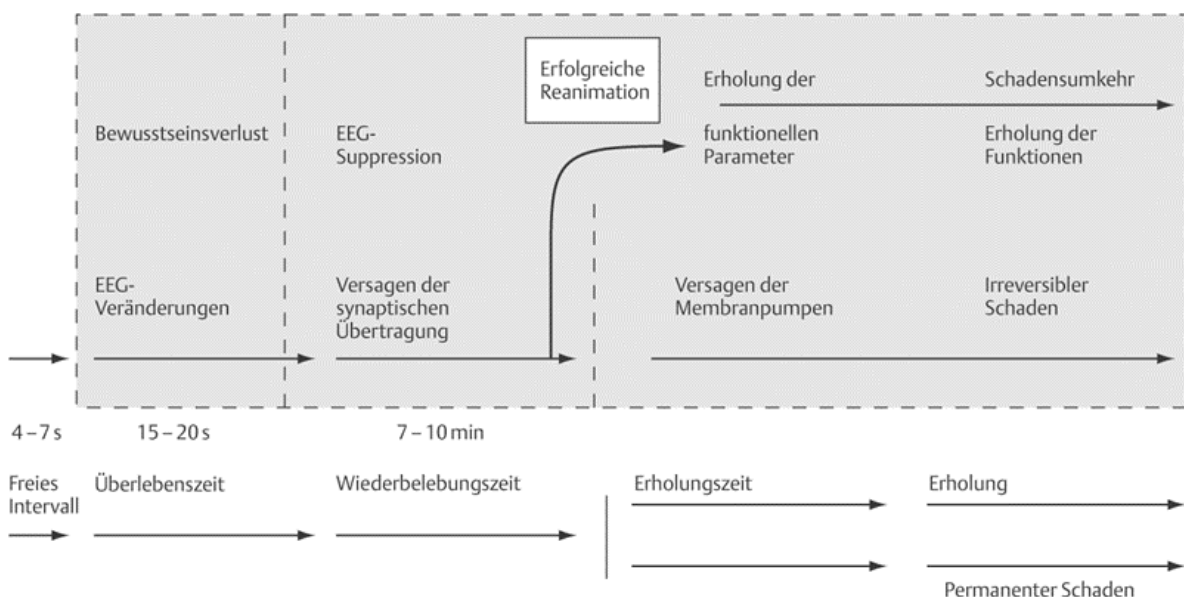 Erfolgreiche
Reanimation
Erholung der
Schadensumkehr
Bewusstseinsverlust
EEG-
Suppression
funktionellen
Parameter
Erholung der
Funktionen
EEG-
Veränderungen
Versagen der
synaptischen
Übertragung
Versagen der
Membranpumpen
Irreversibler
Schaden
4–7 s
15–20 s
7–10 min
Freies
Intervall
Überlebenszeit
Wiederbelebungszeit
Erholungszeit
Erholung
Permanenter Schaden